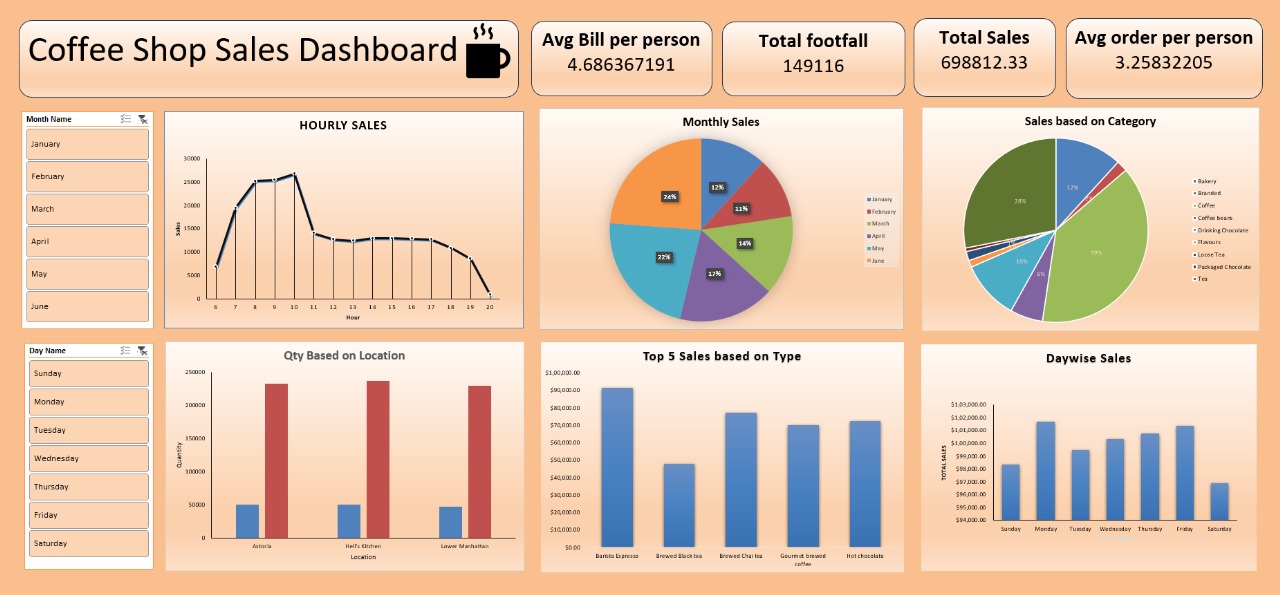 Coffee Shop Sales Dashboard
Avg Bill per person
4.686367191
Total footfall
149116
Total Sales
698812.33
Avg order per person
3.25832205
Month Name
January
February
March
April
May
June
HOURLY SALES
30000
25000
20000
15000
10000
5000
0
Sales
6 7 8 9 10 11 12 13 14 15 16 17 18 19 20
Hour
Monthly Sales
24%
12%
11%
14%
17%
22%
January
February
March
April
May
June
Sales based on Category
28%
12%
39%
10%
6%
Bakery
Branded
Coffee
Coffee beans
Drinking Chocolate
Flavours
Loose Tea
Packaged Chocolate
Tea
Day Name
Sunday
Monday
Tuesday
Wednesday
Thursday
Friday
Saturday
Qty Based on Location
250000
200000
150000
100000
50000
0
Quantity
Astoria Hell's Kitchen Lower Manhattan
Location
Top 5 Sales based on Type
$1,00,000.00
$90,000.00
$80,000.00
$70,000.00
$60,000.00
$50,000.00
$40,000.00
$30,000.00
$20,000.00
$10,000.00
$0.00
Barista Espresso Brewed Black tea Brewed Chai tea Gourmet brewed coffee Hot chocolate
Daywise Sales
$1,03,000.00
$1,02,000.00
$1,01,000.00
$1,00,000.00
$99,000.00
$98,000.00
$97,000.00
$96,000.00
$95,000.00
$94,000.00
TOTAL SALES
Sunday Monday Tuesday Wednesday Thursday Friday Saturday